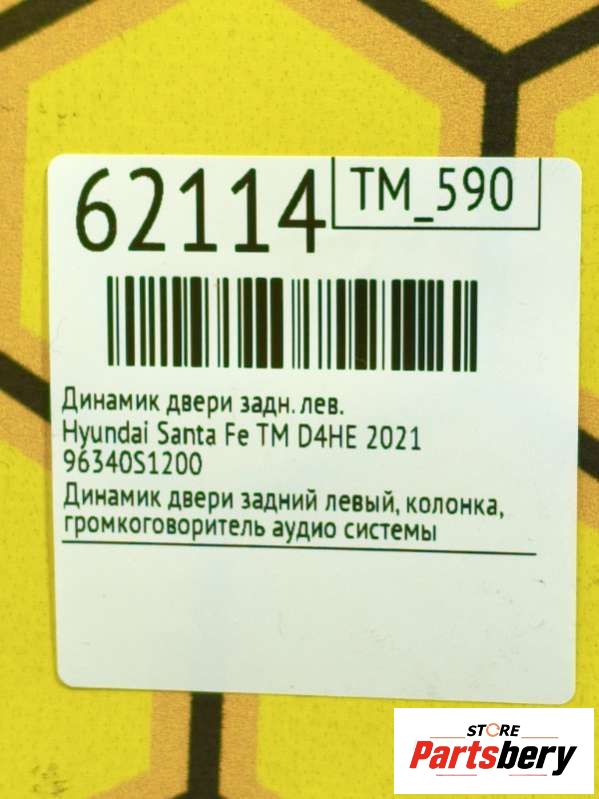 62114
TM_590
Динамик двери задн. лев.
Hyundai Santa Fe TM D4HE 2021
96340S1200
Динамик двери задний левый, колонка,
громкоговоритель аудио системы
STORE
Partsbery